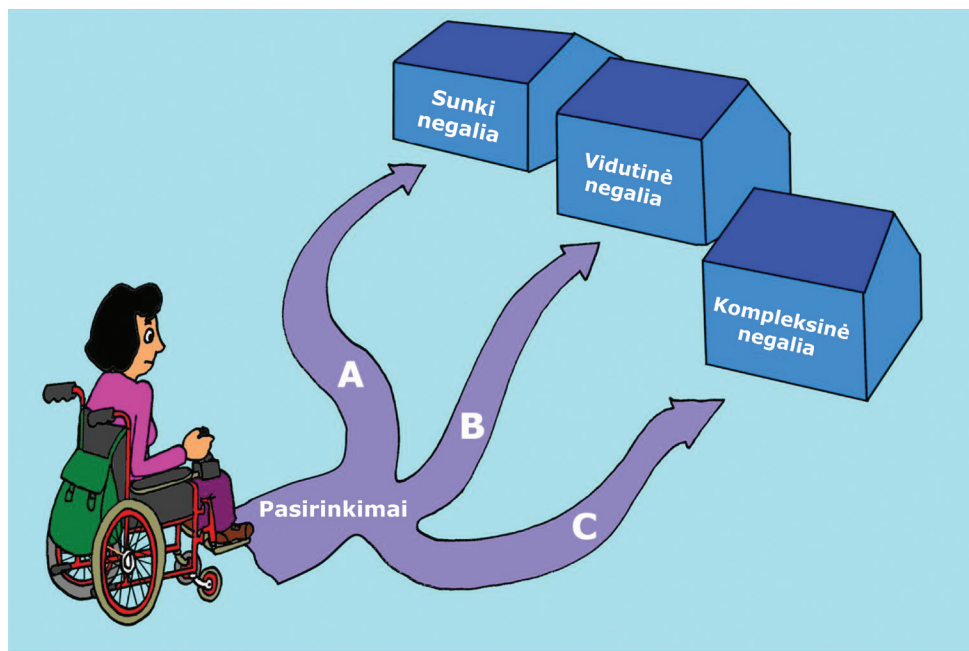 Sunki
negalia
Vidutinė
negalia
Kompleksinė
negalia
A
B
C
Pasirinkimai